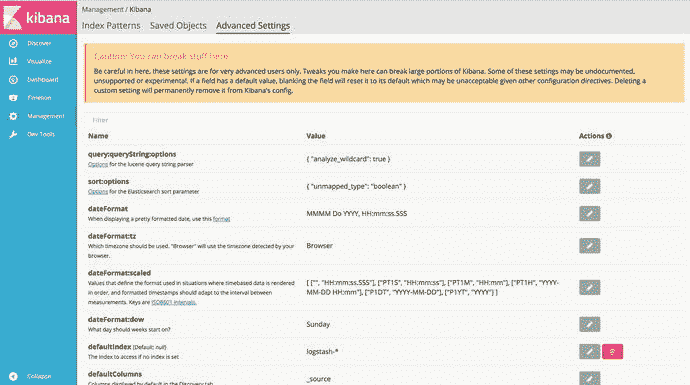 kibana
Discover
Visualize
Dashboard
Timelion
Management
Dev Tools
Collapse
Management / Kibana
Index Patterns Saved Objects Advanced Settings
Caution: You can break stuff here
Be careful in here, these settings are for very advanced users only. Tweaks you make here can break large portions of Kibana. Some of these settings may be undocumented,
unsupported or experimental. If a field has a default value, blanking the field will reset it to its default which may be unacceptable given other configuration directives. Deleting a
custom setting will permanently remove it from Kibana's config.
Filter
Name Value Actions
query:queryString:options
Options for the lucene query string parser
{ "analyze_wildcard": true }
sort:options
Options for the Elasticsearch sort parameter
{ "unmapped_type": "boolean" }
dateFormat
When displaying a pretty formatted date, use this format
MMMM Do YYYY, HH:mm:ss.SSS
dateFormat:tz
Which timezone should be used. "Browser" will use the timezone detected by your
browser.
Browser
dateFormat:scaled
Values that define the format used in situations where timebased data is rendered
in order, and formatted timestamps should adapt to the interval between
measurements. Keys are ISO8601 intervals.
[ ["", "HH:mm:ss.SSS"], ["PT1S", "HH:mm:ss"], ["PT1M", "HH:mm"], ["PT1H", "YYYY-
MM-DD HH:mm"], ["P1DT", "YYYY-MM-DD"], ["P1YT", "YYYY"] ]
dateFormat:dow
What day should weeks start on?
Sunday
defaultIndex (Default: null)
The index to access if no index is set
logstash-*
defaultColumns
Columns displayed by default in the Discovery tab
_source